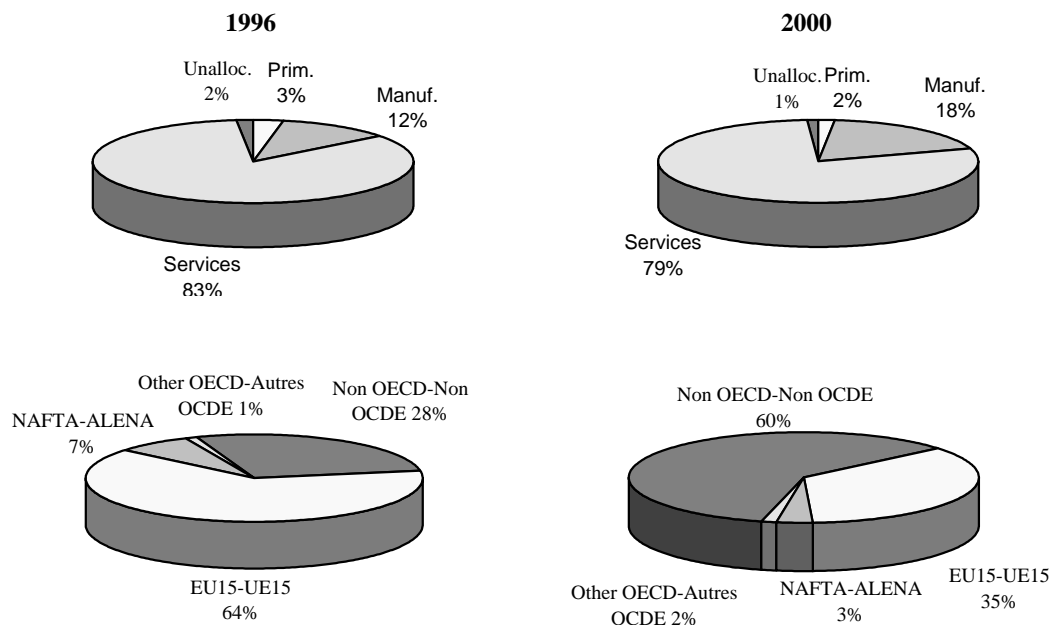 1996
Unalloc.
2%
Prim.
3%
Manuf.
12%
Services
83%
2000
Unalloc.
1%
Prim.
2%
Manuf.
18%
Services
79%
Other OECD-Autres
OCDE 1%
Non OECD-Non
OCDE 28%
NAFTA-ALENA
7%
EU15-UE15
64%
Non OECD-Non OCDE
60%
Other OECD-Autres
OCDE 2%
NAFTA-ALENA
3%
EU15-UE15
35%